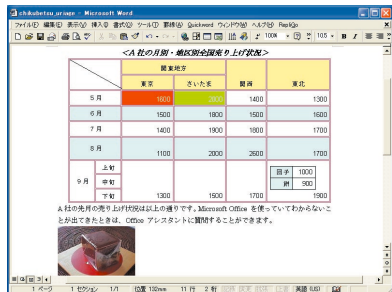 chikubetsu_uriage - Microsoft Word
ファイル(F) 編集(E) 表示(V) 挿入(I) 書式(O) ツール(T) 罫線(A) Quickword ウィンドウ(W) ヘルプ(H) RepliGo
100% 10.5 B I
<A 社の月別・地区別全国売り上げ状況>
関東地方
東京 さいたま 関西 東北
5 月 1600 2000 1400 1300
6 月 1500 1800 1500 1600
7 月 1400 1900 1800 1700
8 月 1100 2000 2600 1700
9 月 上旬 団子 1000
中旬 餅 900
下旬 1300 1500 1700 1900
A 社の先月の売り上げ状況は以上の通りです。Microsoft Office を使っていてわからないこ
とが出てきたときは、Office アシスタントに質問することができます。
1 ページ 1 セクション 1/1 位置 132mm 11 行 2 桁 英語 (US)